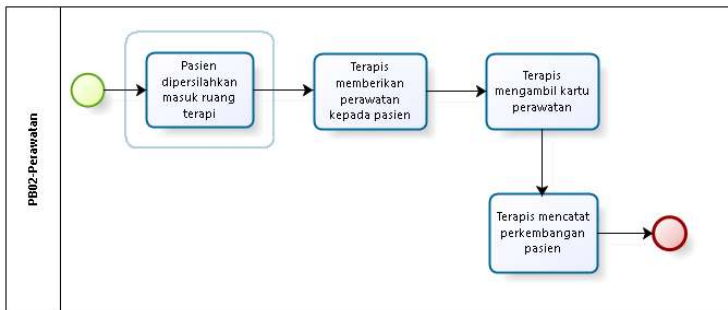 PB02-Perawatan
Pasien
dipersilahkan
masuk ruang
terapi
Terapis
memberikan
perawatan
kepada pasien
Terapis
mengambil kartu
perawatan
Terapis mencatat
perkembangan
pasien